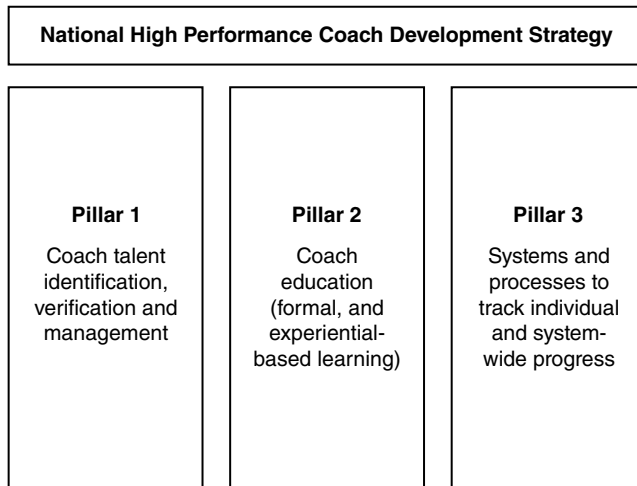 National High Performance Coach Development Strategy
Pillar 1
Coach talent
identification,
verification and
management
Pillar 2
Coach
education
(formal, and
experiential-
based learning)
Pillar 3
Systems and
processes to
track individual
and system-
wide progress